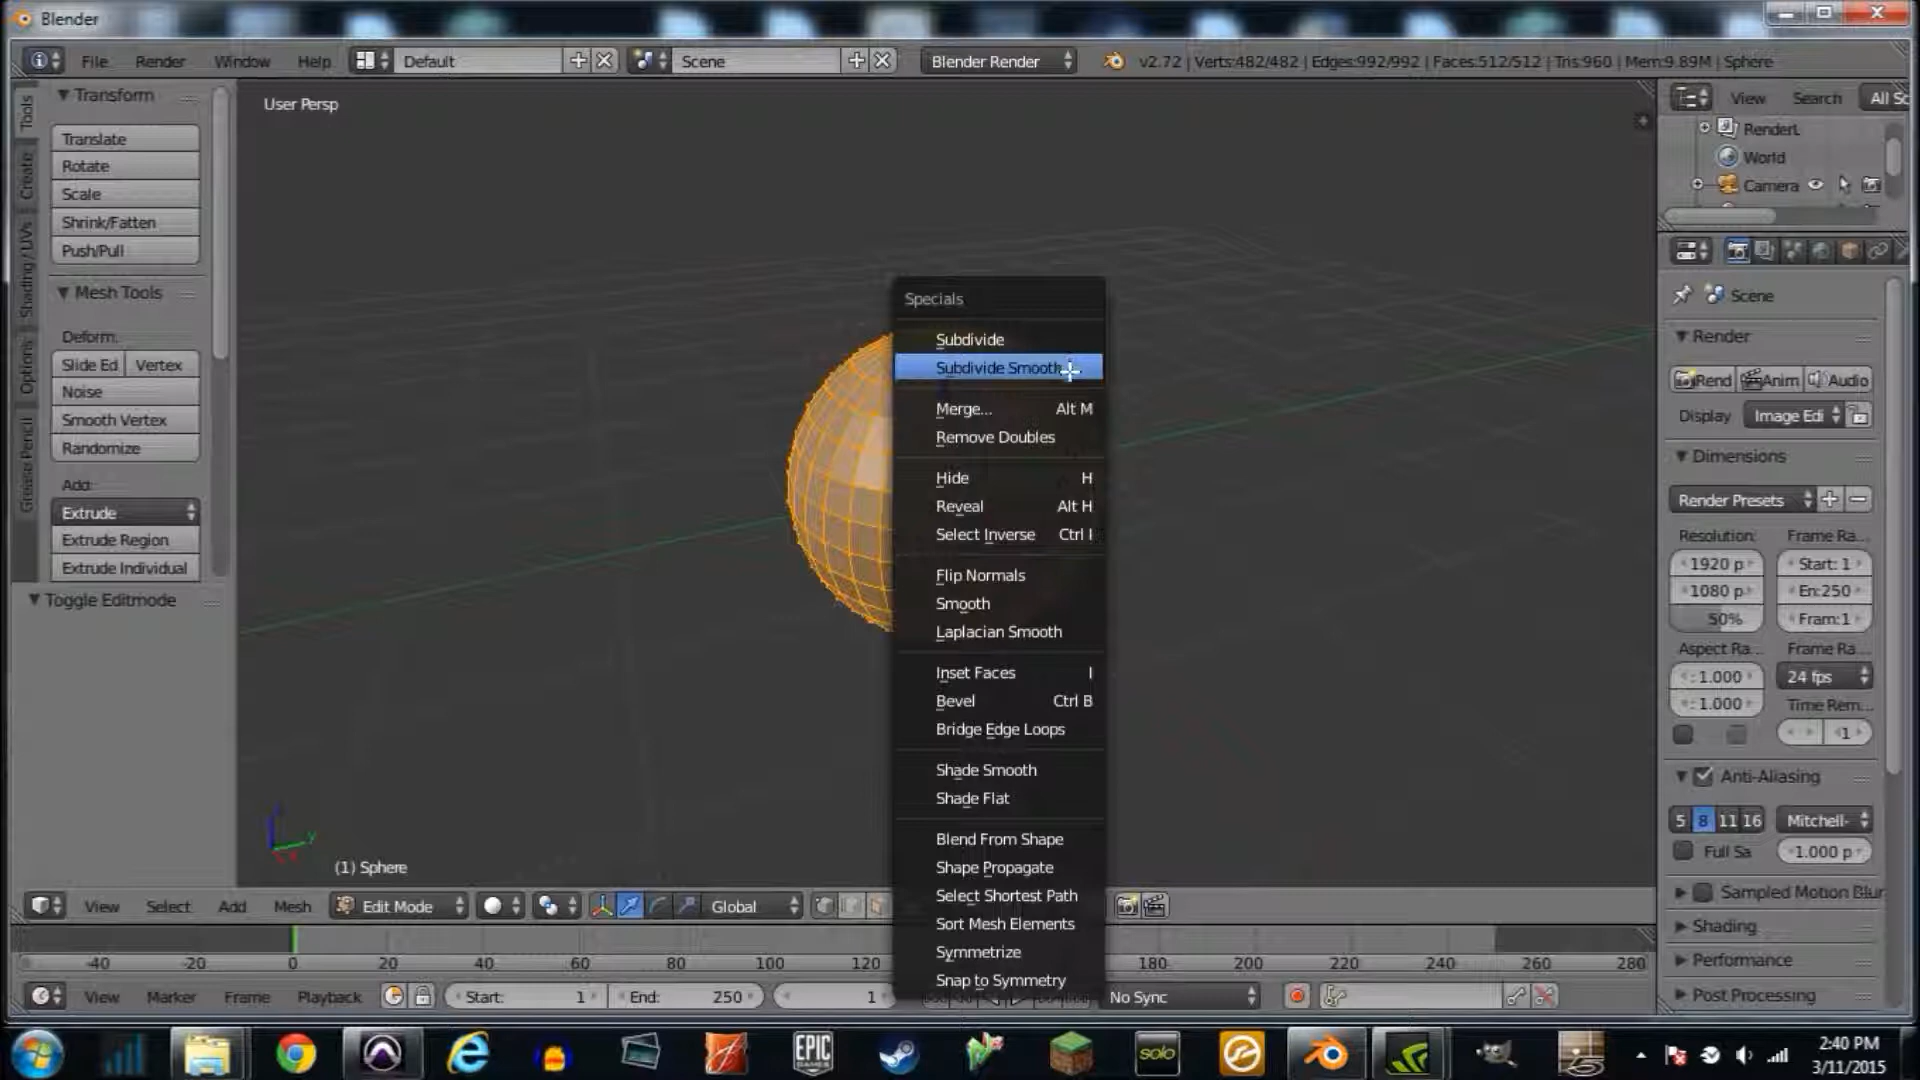 Blender
File Render Window Help Default Scene Blender Render v2.72 | Verts:482/482 | Edges:992/992 | Faces:512/512 | Tris:960 | Mem:9.89M | Sphere
Tools
Create
Shading / UVs
Options
Grease Pencil
Transform
Translate
Rotate
Scale
Shrink/Fatten
Push/Pull
Mesh Tools
Deform:
Slide Ed Vertex
Noise
Smooth Vertex
Randomize
Add:
Extrude
Extrude Region
Extrude Individual
Toggle Editmode
User Persp
(1) Sphere
Specials
Subdivide
Subdivide Smooth
Merge... Alt M
Remove Doubles
Hide H
Reveal Alt H
Select Inverse Ctrl I
Flip Normals
Smooth
Laplacian Smooth
Inset Faces I
Bevel Ctrl B
Bridge Edge Loops
Shade Smooth
Shade Flat
Blend From Shape
Shape Propagate
Select Shortest Path
Sort Mesh Elements
Symmetrize
Snap to Symmetry
View Search All Sc
RenderL
World
Camera
Scene
Render
Rend Anim Audio
Display Image Edi
Dimensions
Render Presets
Resolution: Frame Ra...
1920 p Start: 1
1080 p En:250
50% Fram:1
Aspect Ra... Frame Ra...
: 1.000 24 fps
: 1.000 Time Rem...
1
Anti-Aliasing
5 8 11 16 Mitchell-
Full Sa 1.000 p
Sampled Motion Blur
Shading
Performance
Post Processing
View Select Add Mesh Edit Mode Global
-40 -20 0 20 40 60 80 100 120 180 200 220 240 260 280
View Marker Frame Playback Start: 1 End: 250 1 No Sync
EPIC GAMES
solo
2:40 PM
3/11/2015